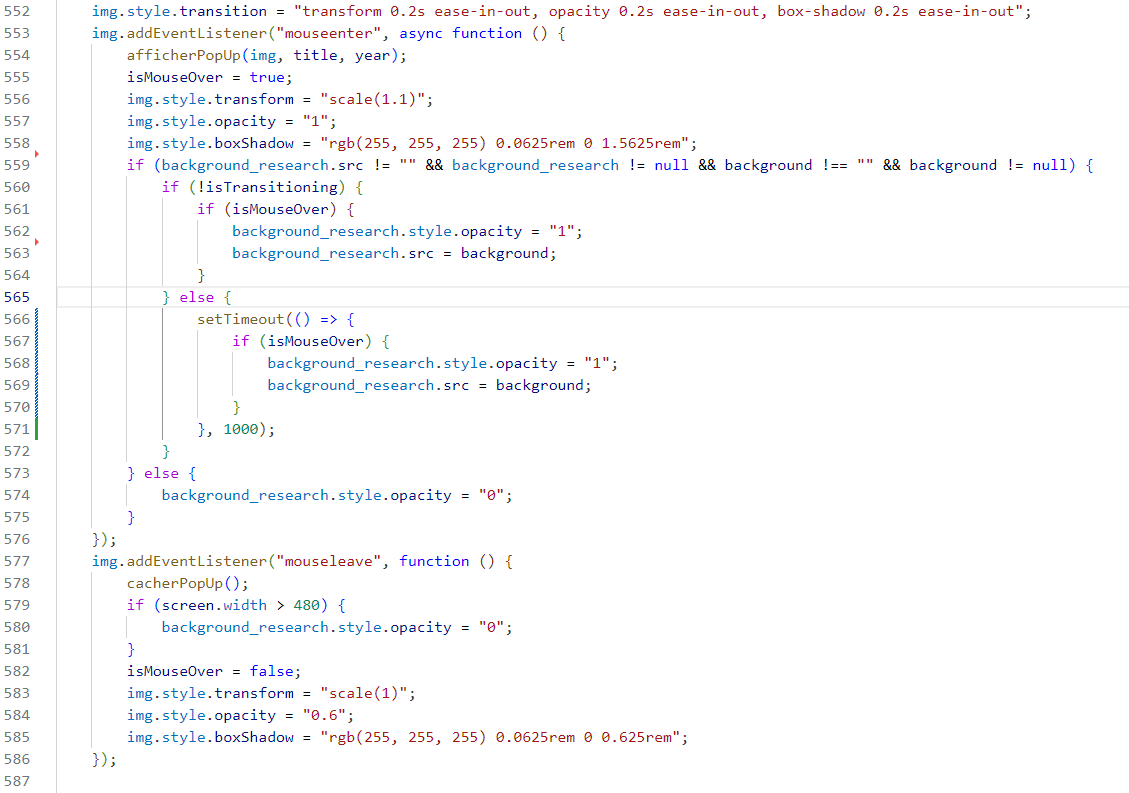 552 img.style.transition = "transform 0.2s ease-in-out, opacity 0.2s ease-in-out, box-shadow 0.2s ease-in-out";
553 img.addEventListener("mouseenter", async function () {
554 afficherPopUp(img, title, year);
555 isMouseOver = true;
556 img.style.transform = "scale(1.1)";
557 img.style.opacity = "1";
558 img.style.boxShadow = "rgb(255, 255, 255) 0.0625rem 0 1.5625rem";
559 if (background_research.src != "" && background_research != null && background !== "" && background != null) {
560 if (!isTransitioning) {
561 if (isMouseOver) {
562 background_research.style.opacity = "1";
563 background_research.src = background;
564 }
565 } else {
566 setTimeout(() => {
567 if (isMouseOver) {
568 background_research.style.opacity = "1";
569 background_research.src = background;
570 }
571 }, 1000);
572 }
573 } else {
574 background_research.style.opacity = "0";
575 }
576 });
577 img.addEventListener("mouseleave", function () {
578 cacherPopUp();
579 if (screen.width > 480) {
580 background_research.style.opacity = "0";
581 }
582 isMouseOver = false;
583 img.style.transform = "scale(1)";
584 img.style.opacity = "0.6";
585 img.style.boxShadow = "rgb(255, 255, 255) 0.0625rem 0 0.625rem";
586 });
587